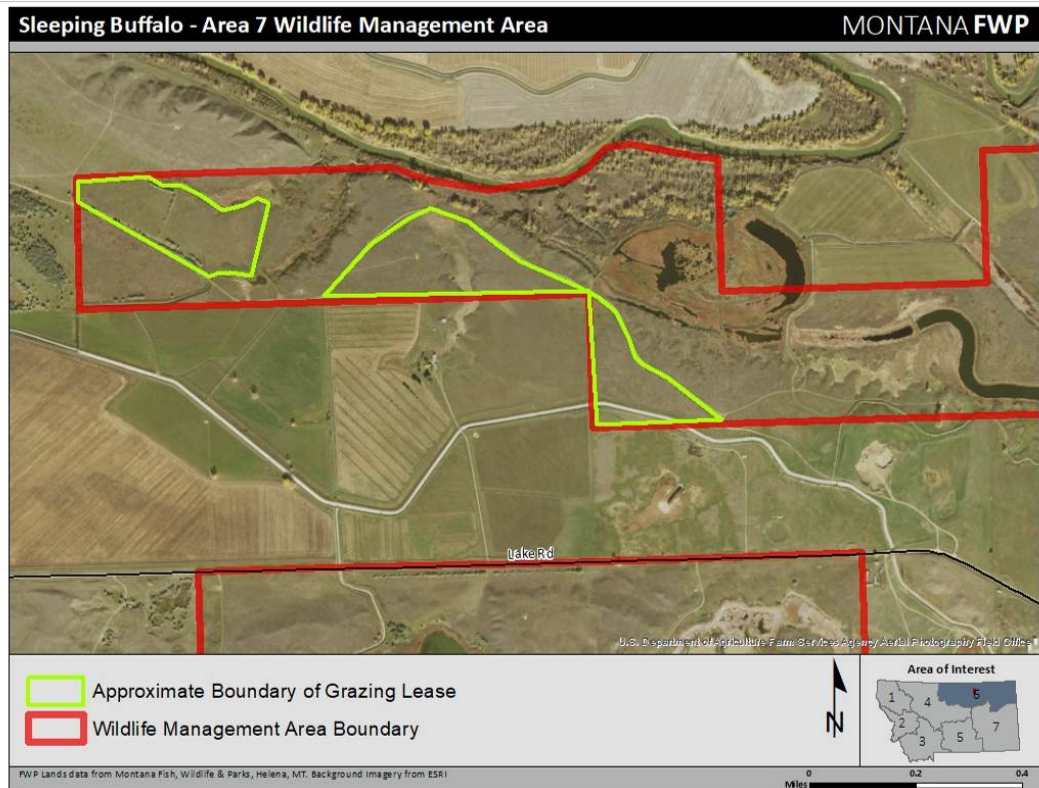 Sleeping Buffalo - Area 7 Wildlife Management Area
MONTANA FWP
Lake Rd
U.S. Department of Agriculture Farm Services Agency Aerial Photography Field Office
Approximate Boundary of Grazing Lease
Wildlife Management Area Boundary
N
Area of Interest
1
4
6
2
7
3
5
FWP Lands data from Montana Fish, Wildlife & Parks, Helena, MT. Background Imagery from ESRI
0 0.2 0.4
Miles